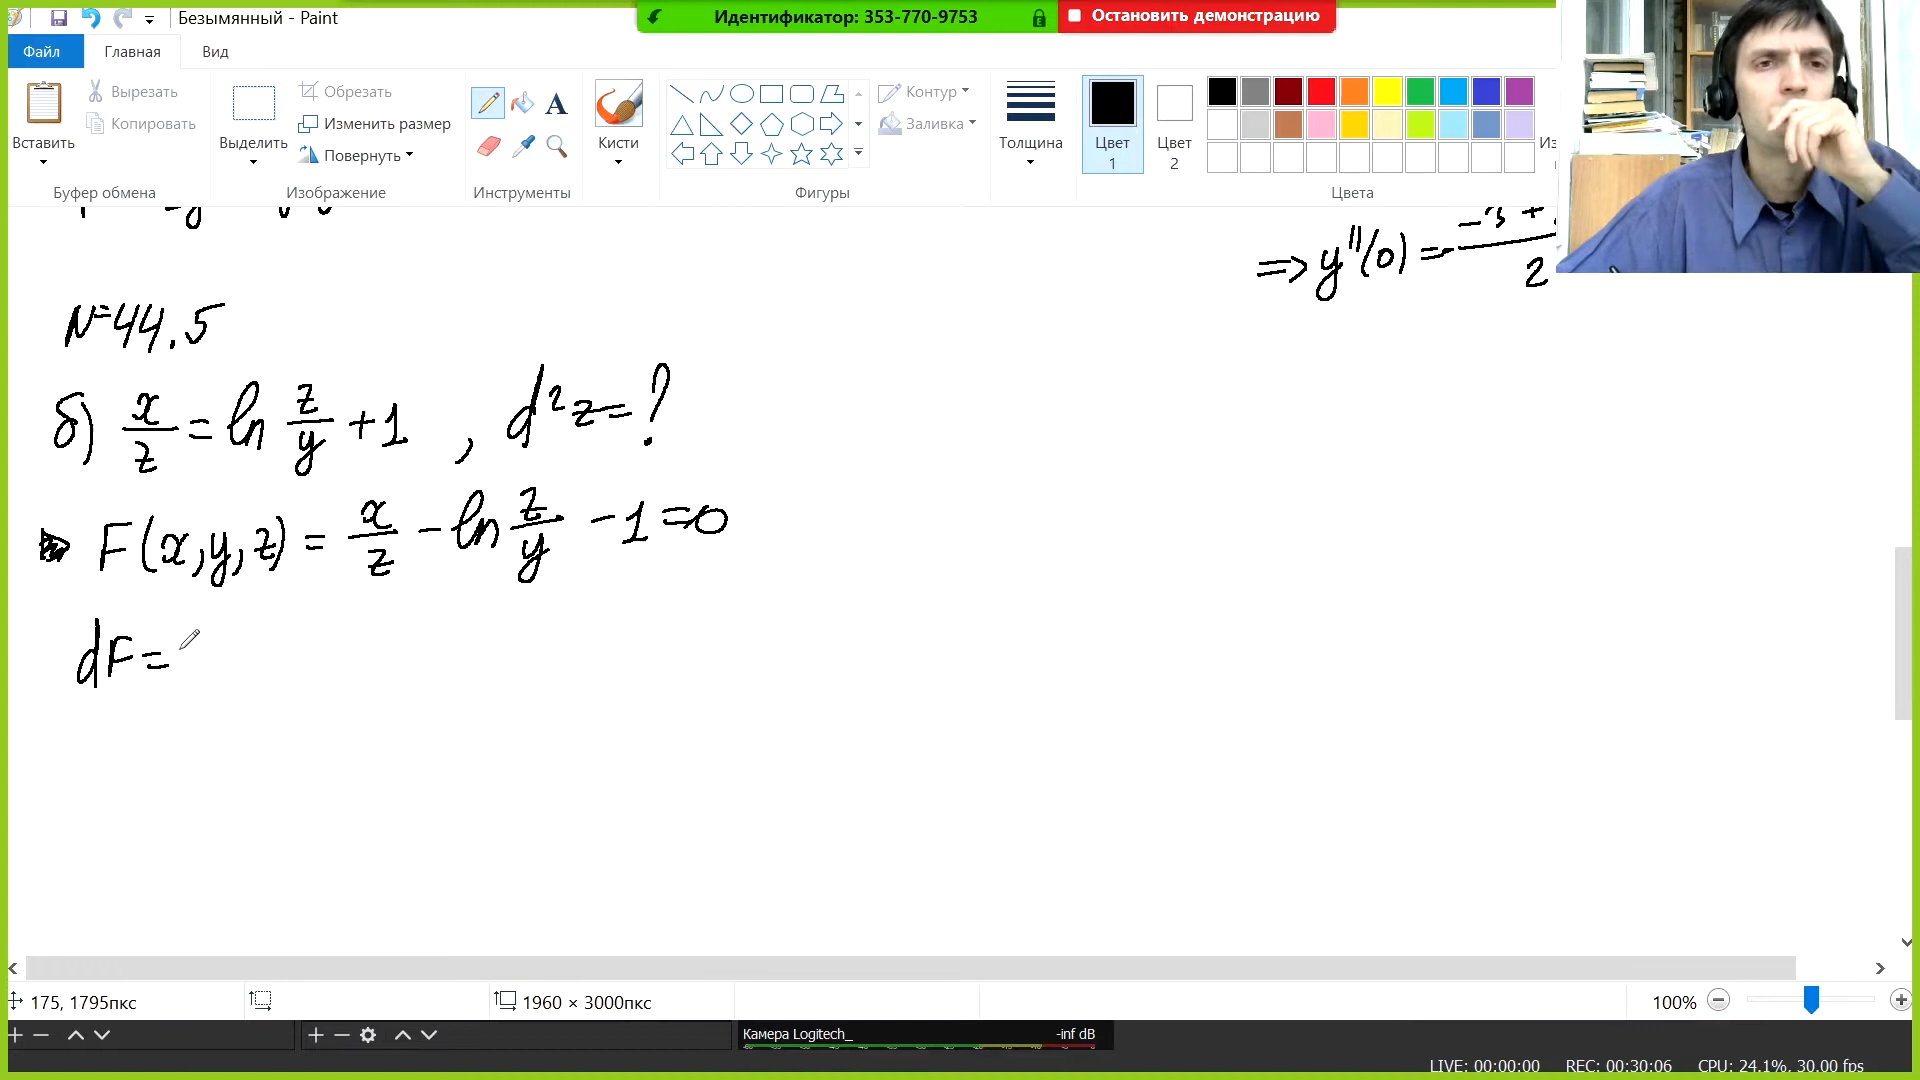 Безымянный - Paint
Идентификатор: 353-770-9753
Остановить демонстрацию
Файл Главная Вид
Вставить
Вырезать
Копировать
Буфер обмена
Выделить
Обрезать
Изменить размер
Повернуть
Изображение
A
Инструменты
Кисти
Контур
Заливка
Фигуры
Толщина
Цвет 1
Цвет 2
Цвета
Из
=> y''(0) = -3 + / 2
N=44.5
б) x/z = ln z/y + 1 , d²z=?
F(x,y,z) = x/z - ln z/y - 1 = 0
dF=
175, 1795пкс
1960 × 3000пкс
100%
Камера Logitech_ -inf dB
LIVE: 00:00:00 REC: 00:30:06 CPU: 24.1%, 30.00 fps